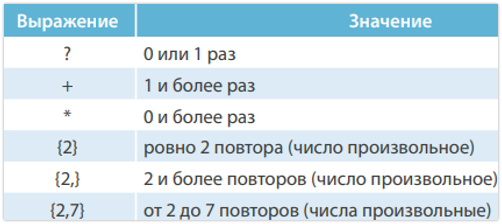 Выражение Значение
? 0 или 1 раз
+ 1 и более раз
* 0 и более раз
{2} ровно 2 повтора (число произвольное)
{2,} 2 и более повторов (число произвольное)
{2,7} от 2 до 7 повторов (числа произвольные)